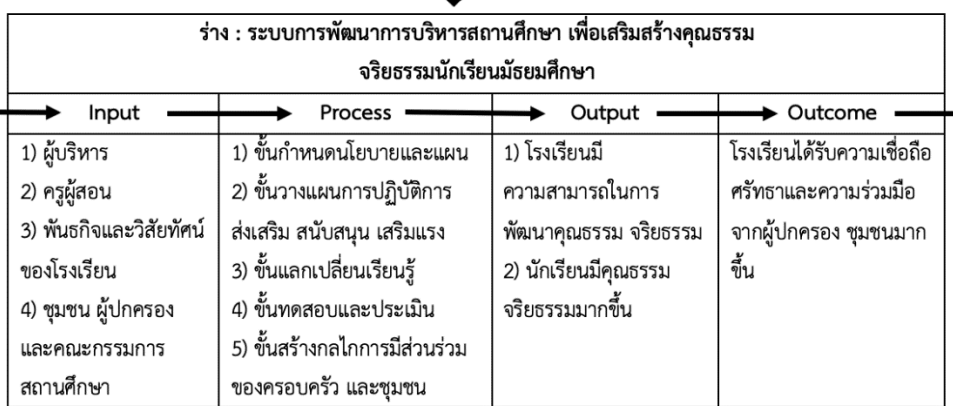 ร่าง : ระบบการพัฒนาการบริหารสถานศึกษา เพื่อเสริมสร้างคุณธรรม
จริยธรรมนักเรียนมัธยมศึกษา
Input
Process
Output
Outcome
1) ผู้บริหาร
2) ครูผู้สอน
3) พันธกิจและวิสัยทัศน์
ของโรงเรียน
4) ชุมชน ผู้ปกครอง
และคณะกรรมการ
สถานศึกษา
1) ขั้นกำหนดนโยบายและแผน
2) ขั้นวางแผนการปฏิบัติการ
ส่งเสริม สนับสนุน เสริมแรง
3) ขั้นแลกเปลี่ยนเรียนรู้
4) ขั้นทดสอบและประเมิน
5) ขั้นสร้างกลไกการมีส่วนร่วม
ของครอบครัว และชุมชน
1) โรงเรียนมี
ความสามารถในการ
พัฒนาคุณธรรม จริยธรรม
2) นักเรียนมีคุณธรรม
จริยธรรมมากขึ้น
โรงเรียนได้รับความเชื่อถือ
ศรัทธาและความร่วมมือ
จากผู้ปกครอง ชุมชนมาก
ขึ้น